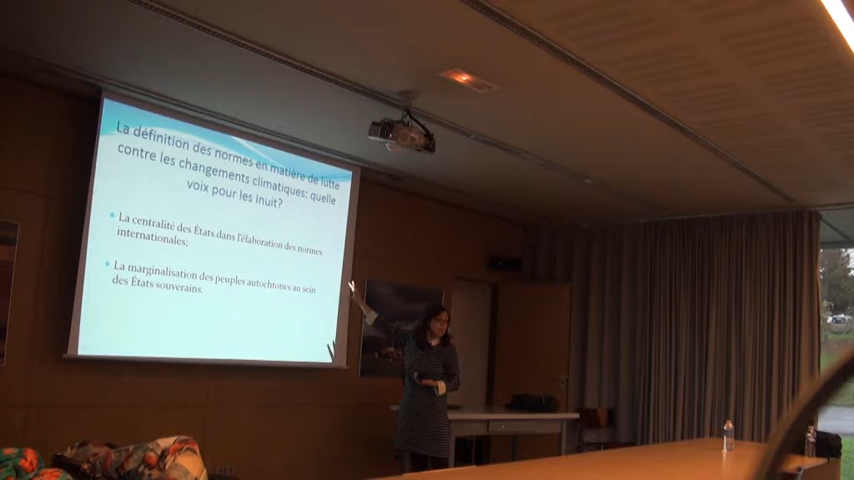 La définition des normes en matière de lutte
contre les changements climatiques: quelle
voix pour les Inuit?
La centralité des États dans l'élaboration des normes
internationales;
La marginalisation des peuples autochtones au sein
des États souverains.